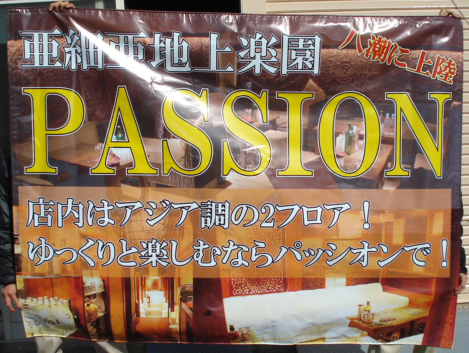 亜細亜地上楽園
八潮に上陸
PASSION
店内はアジア調の2フロア!
ゆっくりと楽しむならパッシオンで!